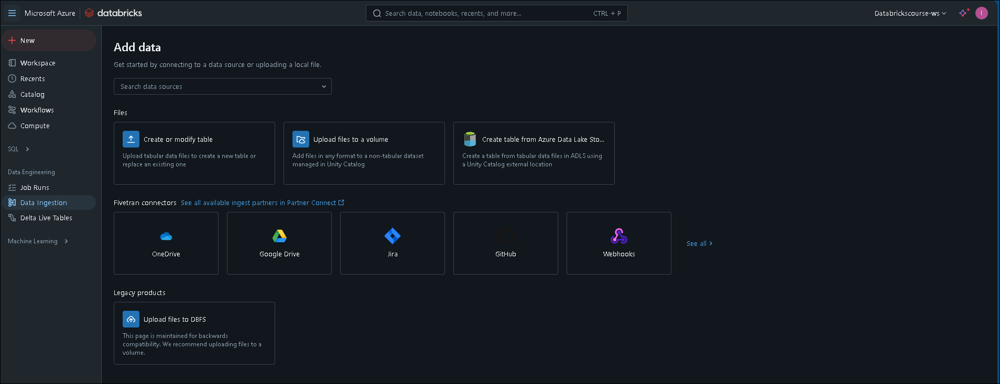 Microsoft Azure databricks
Search data, notebooks, recents, and more... CTRL + P
Databrickscourse-ws
I
New
Workspace
Recents
Catalog
Workflows
Compute
SQL
Data Engineering
Job Runs
Data Ingestion
Delta Live Tables
Machine Learning
Add data
Get started by connecting to a data source or uploading a local file.
Search data sources
Files
Create or modify table
Upload tabular data files to create a new table or
replace an existing one
Upload files to a volume
Add files in any format to a non-tabular dataset
managed in Unity Catalog
Create table from Azure Data Lake Sto...
Create a table from tabular data files in ADLS using
a Unity Catalog external location
Fivetran connectors See all available ingest partners in Partner Connect
OneDrive
Google Drive
Jira
GitHub
Webhooks
See all
Legacy products
Upload files to DBFS
This page is maintained for backwards
compatibility. We recommend uploading files to a
volume.